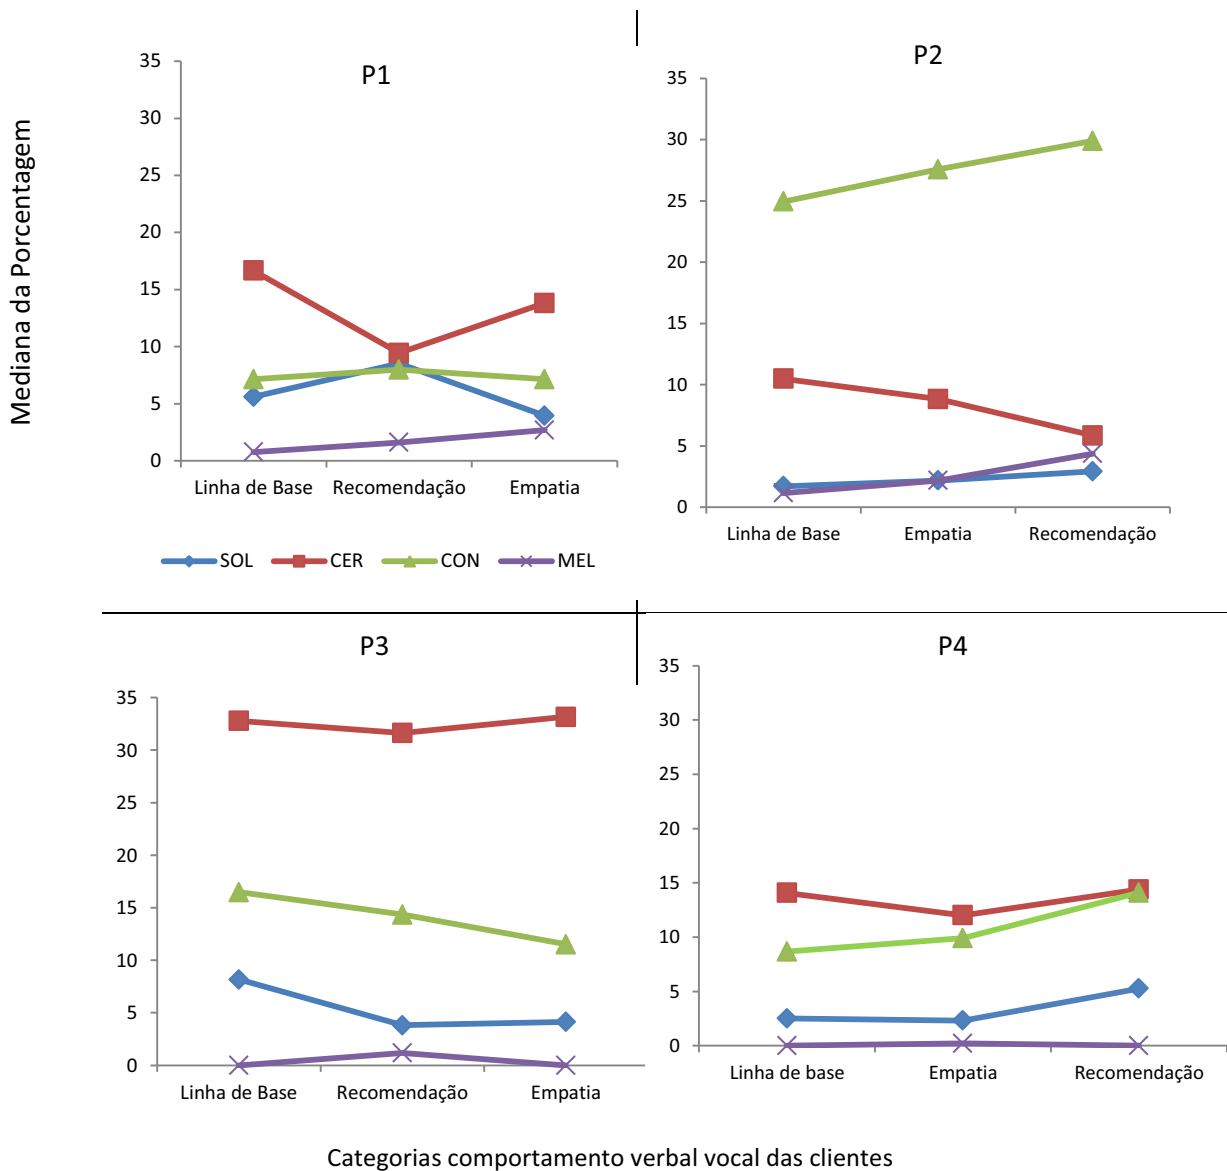 Mediana da Porcentagem
P1
35
30
25
20
15
10
5
0
Linha de Base Recomendação Empatia
SOL CER CON MEL
P2
35
30
25
20
15
10
5
0
Linha de Base Empatia Recomendação
P3
35
30
25
20
15
10
5
0
Linha de Base Recomendação Empatia
P4
35
30
25
20
15
10
5
0
Linha de base Empatia Recomendação
Categorias comportamento verbal vocal das clientes